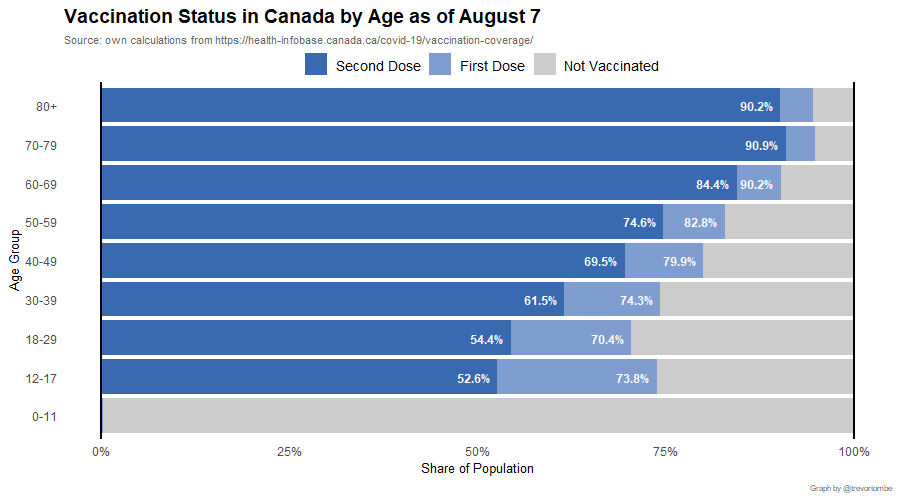 Vaccination Status in Canada by Age as of August 7
Source: own calculations from https://health-infobase.canada.ca/covid-19/vaccination-coverage/
Second Dose First Dose Not Vaccinated
Age Group
80+ 90.2%
70-79 90.9%
60-69 84.4% 90.2%
50-59 74.6% 82.8%
40-49 69.5% 79.9%
30-39 61.5% 74.3%
18-29 54.4% 70.4%
12-17 52.6% 73.8%
0-11
0% 25% 50% 75% 100%
Share of Population
Graph by @trevortombe